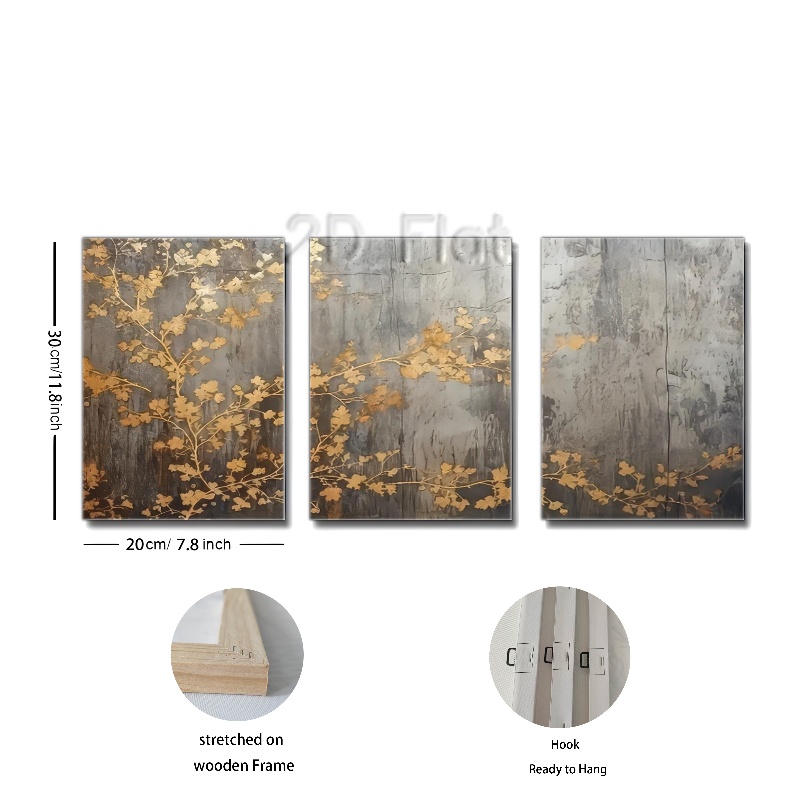 2D Flat
30cm/11.8inch
20cm/ 7.8 inch
stretched on
wooden Frame
Hook
Ready to Hang